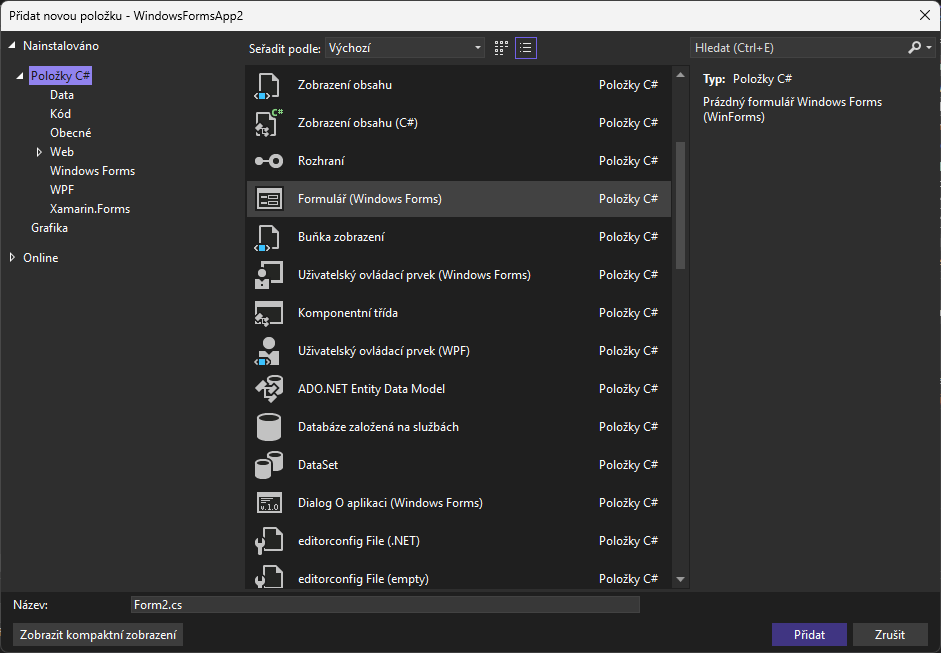 Přidat novou položku - WindowsFormsApp2
Nainstalováno
Položky C#
Data
Kód
Obecné
Web
Windows Forms
WPF
Xamarin.Forms
Grafika
Online
Seřadit podle: Výchozí
Zobrazení obsahu Položky C#
Zobrazení obsahu (C#) Položky C#
Rozhraní Položky C#
Formulář (Windows Forms) Položky C#
Buňka zobrazení Položky C#
Uživatelský ovládací prvek (Windows Forms) Položky C#
Komponentní třída Položky C#
Uživatelský ovládací prvek (WPF) Položky C#
ADO.NET Entity Data Model Položky C#
Databáze založená na službách Položky C#
DataSet Položky C#
Dialog O aplikaci (Windows Forms) Položky C#
editorconfig File (.NET) Položky C#
editorconfig File (empty) Položky C#
Hledat (Ctrl+E)
Typ: Položky C#
Prázdný formulář Windows Forms
(WinForms)
Název: Form2.cs
Zobrazit kompaktní zobrazení
Přidat
Zrušit